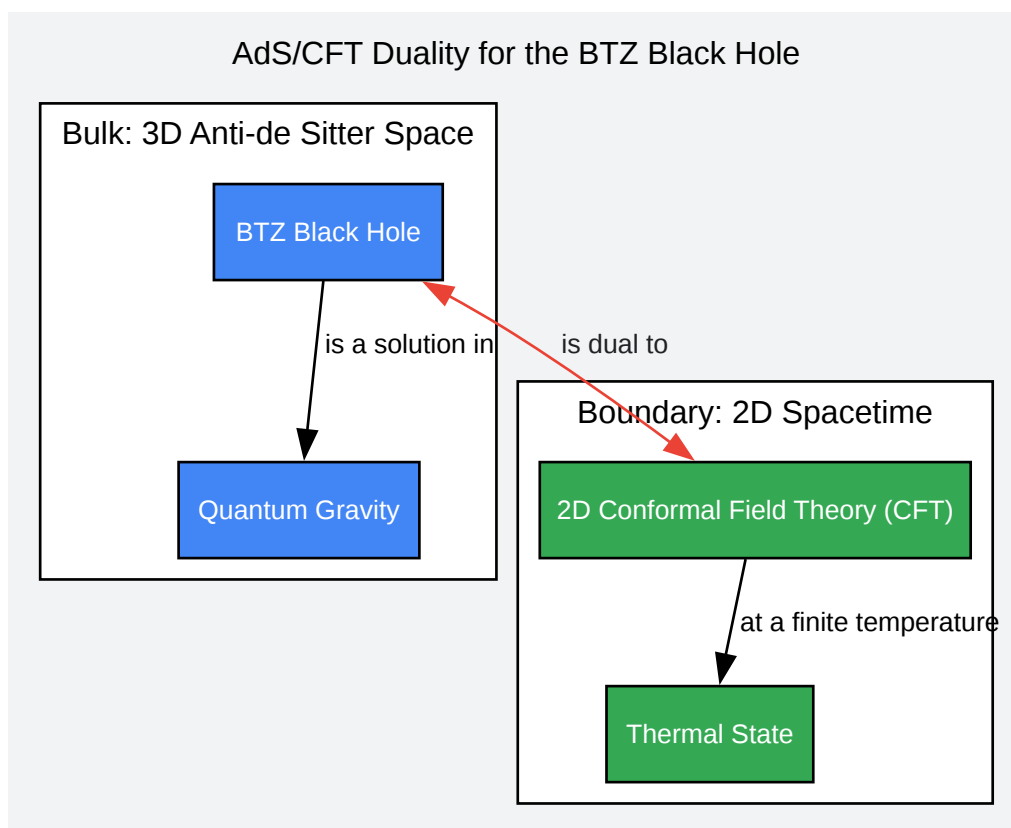 AdS/CFT Duality for the BTZ Black Hole
Bulk: 3D Anti-de Sitter Space
BTZ Black Hole
is a solution in
is dual to
Quantum Gravity
Boundary: 2D Spacetime
2D Conformal Field Theory (CFT)
at a finite temperature
Thermal State